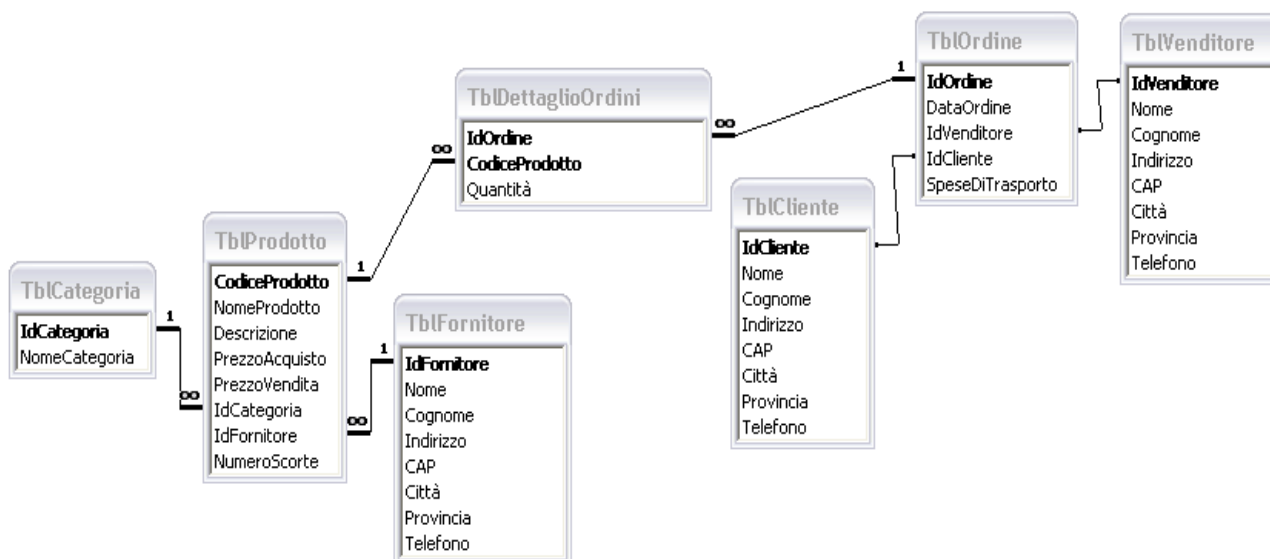 TblCategoria
IdCategoria
NomeCategoria
1
∞
TblProdotto
CodiceProdotto
NomeProdotto
Descrizione
PrezzoAcquisto
PrezzoVendita
IdCategoria
IdFornitore
NumeroScorte
1
∞
∞
1
TblFornitore
IdFornitore
Nome
Cognome
Indirizzo
CAP
Città
Provincia
Telefono
TblDettaglioOrdini
IdOrdine
CodiceProdotto
Quantità
∞
1
TblCliente
IdCliente
Nome
Cognome
Indirizzo
CAP
Città
Provincia
Telefono
TblOrdine
IdOrdine
DataOrdine
IdVenditore
IdCliente
SpeseDiTrasporto
TblVenditore
IdVenditore
Nome
Cognome
Indirizzo
CAP
Città
Provincia
Telefono